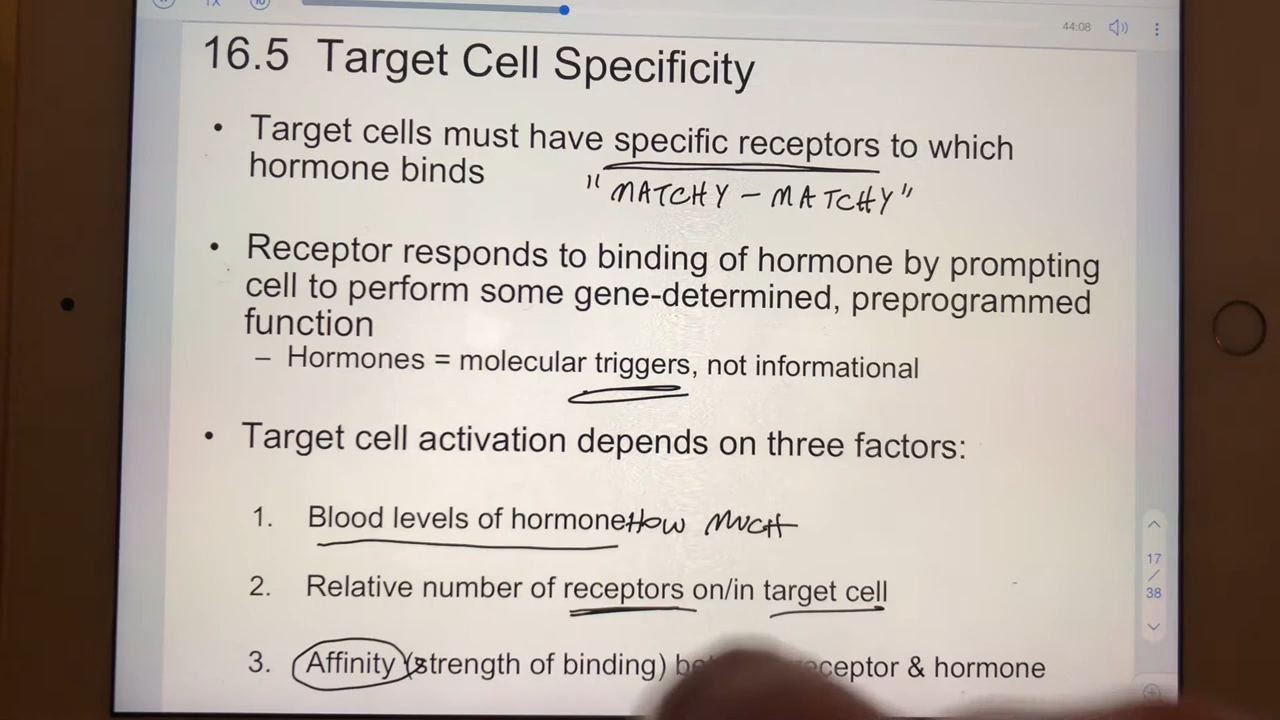 1X
10
44:08
16.5 Target Cell Specificity
• Target cells must have specific receptors to which
hormone binds
"MATCHY - MATCHY"
• Receptor responds to binding of hormone by prompting
cell to perform some gene-determined, preprogrammed
function
– Hormones = molecular triggers, not informational
• Target cell activation depends on three factors:
1. Blood levels of hormone HOW MUCH
2. Relative number of receptors on/in target cell
3. Affinity (strength of binding) receptor & hormone
17
/
38